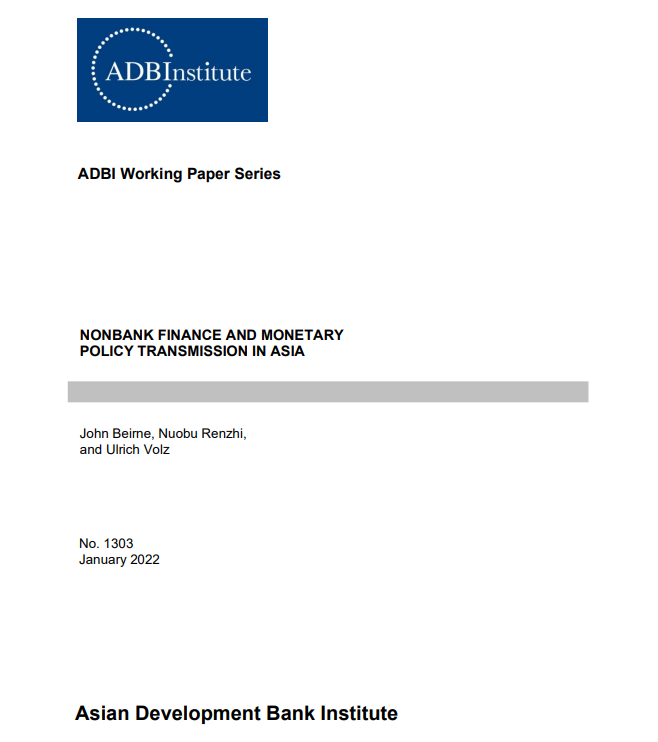 ADBInstitute
ADBI Working Paper Series
NONBANK FINANCE AND MONETARY
POLICY TRANSMISSION IN ASIA
John Beirne, Nuobu Renzhi,
and Ulrich Volz
No. 1303
January 2022
Asian Development Bank Institute